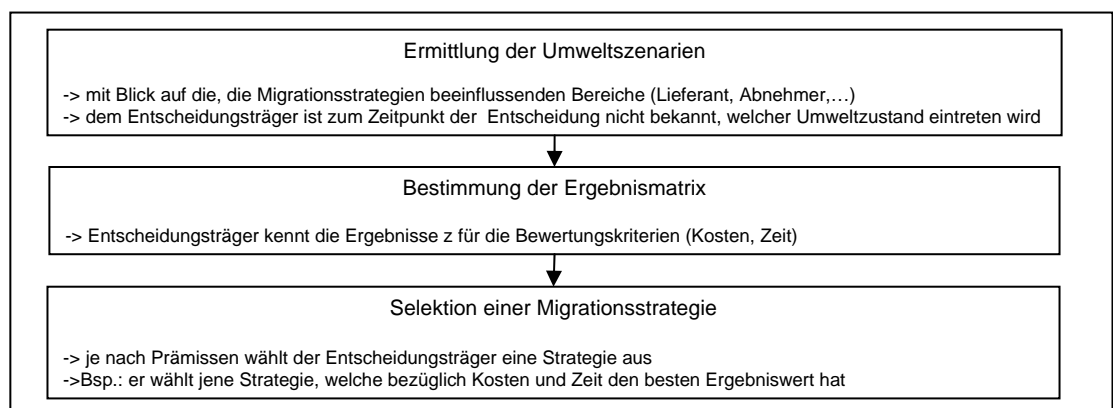 Ermittlung der Umweltszenarien
-> mit Blick auf die, die Migrationsstrategien beeinflussenden Bereiche (Lieferant, Abnehmer,…)
-> dem Entscheidungsträger ist zum Zeitpunkt der Entscheidung nicht bekannt, welcher Umweltzustand eintreten wird
Bestimmung der Ergebnismatrix
-> Entscheidungsträger kennt die Ergebnisse z für die Bewertungskriterien (Kosten, Zeit)
Selektion einer Migrationsstrategie
-> je nach Prämissen wählt der Entscheidungsträger eine Strategie aus
->Bsp.: er wählt jene Strategie, welche bezüglich Kosten und Zeit den besten Ergebniswert hat